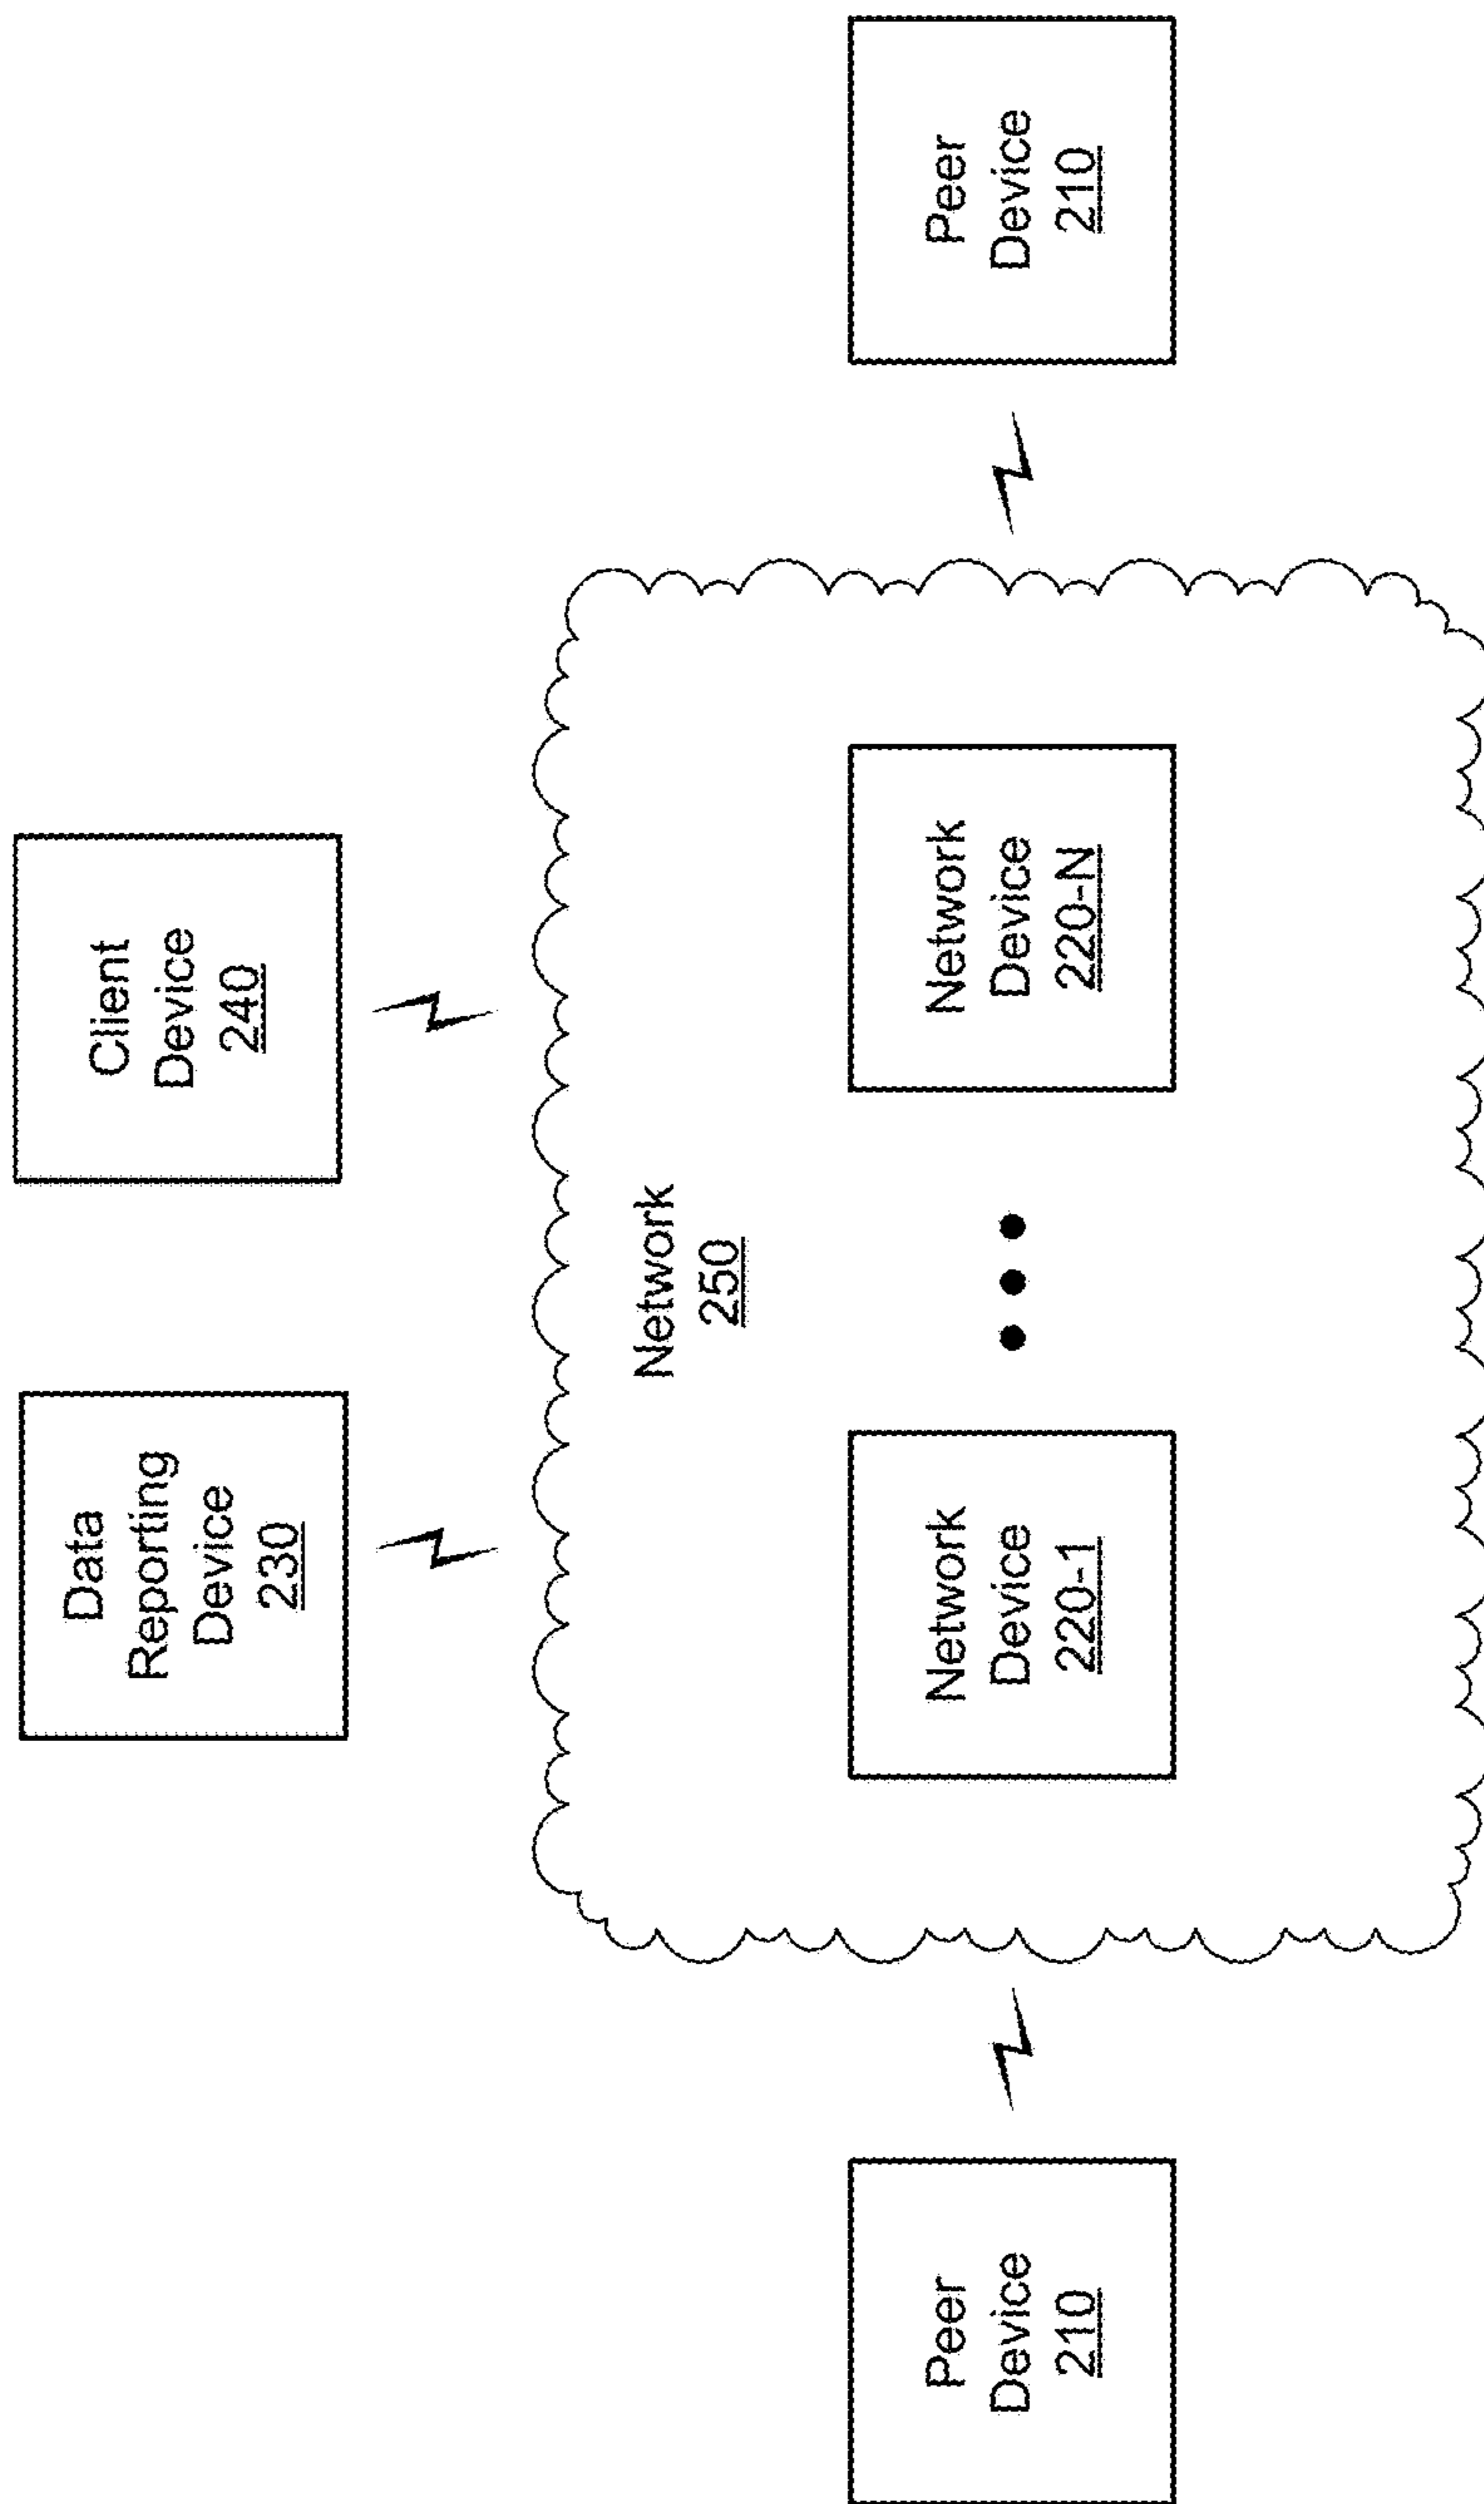 Data
Reporting
Device
230
Client
Device
240
Network
250
Peer
Device
210
Network
Device
220-1
Network
Device
220-N
Peer
Device
210